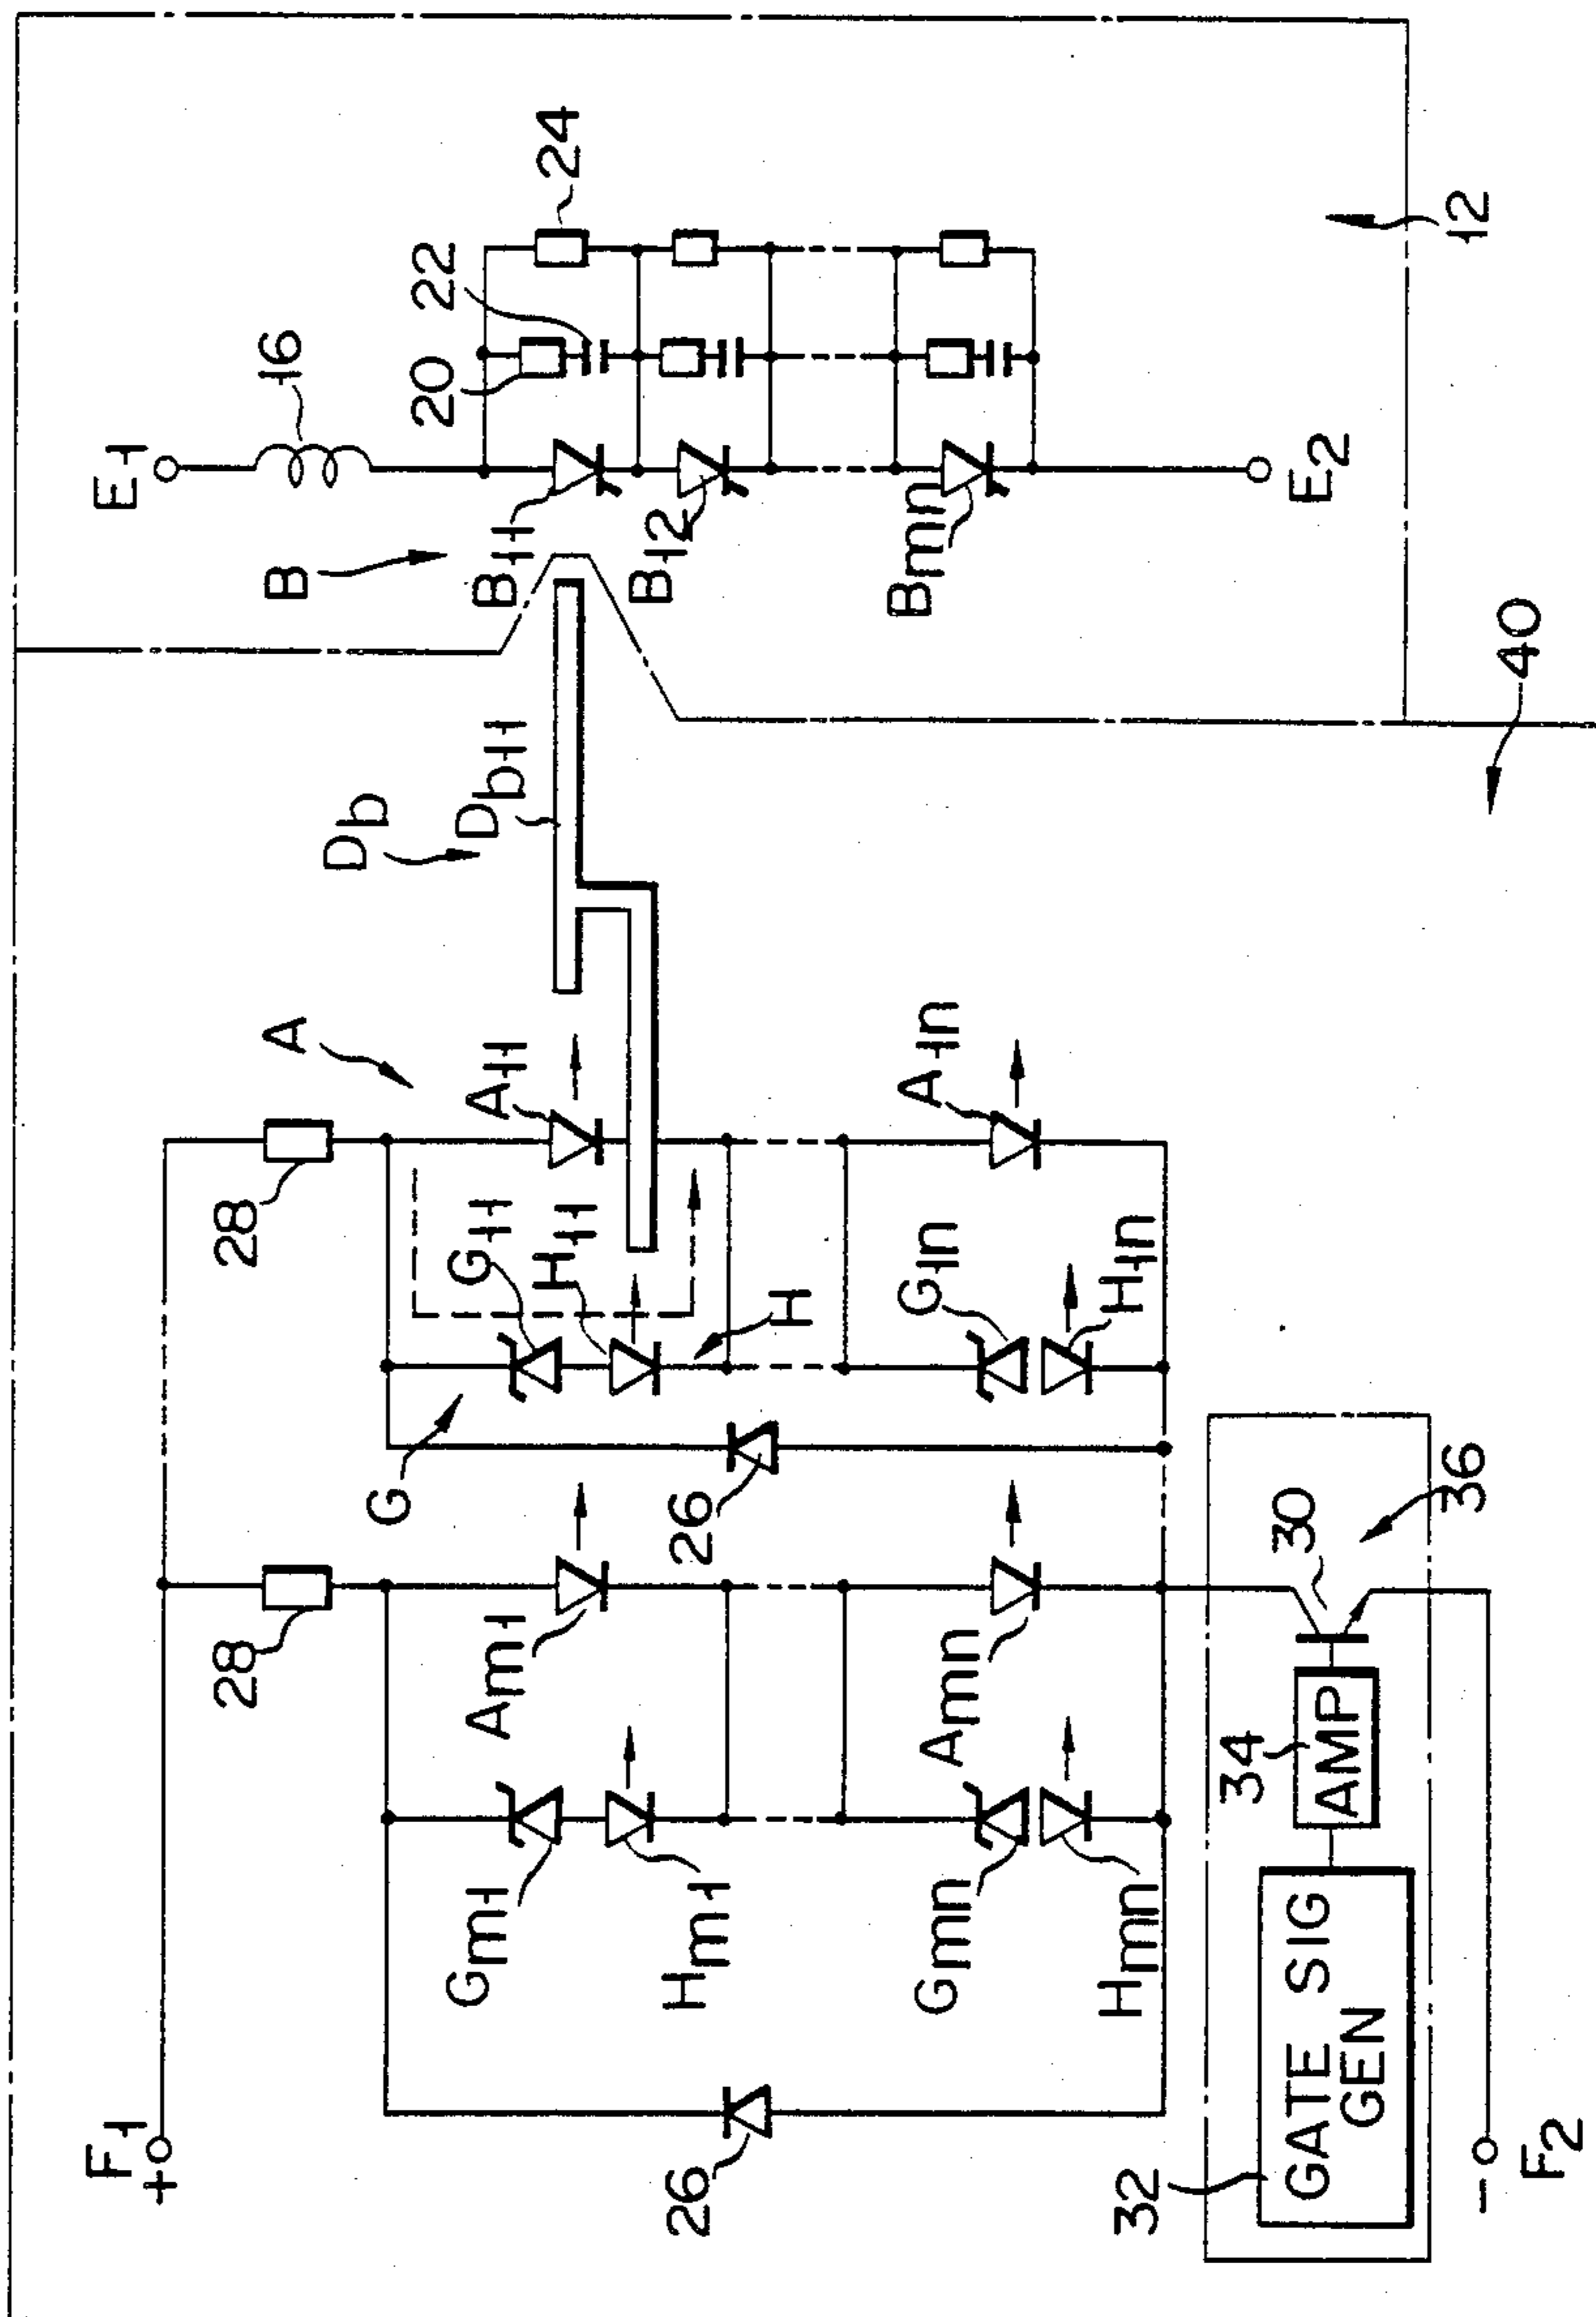 E1
16
20
22
24
B
B11
B12
Bmn
E2
12
40
Db
Db11
A
28
A11
A1n
G11
H11
H
G1n
H1n
G
26
28
Am1
Amn
Gm1
Hm1
Gmn
Hmn
26
F1
+
30
36
34
AMP
32
GATE SIG
GEN
-
F2